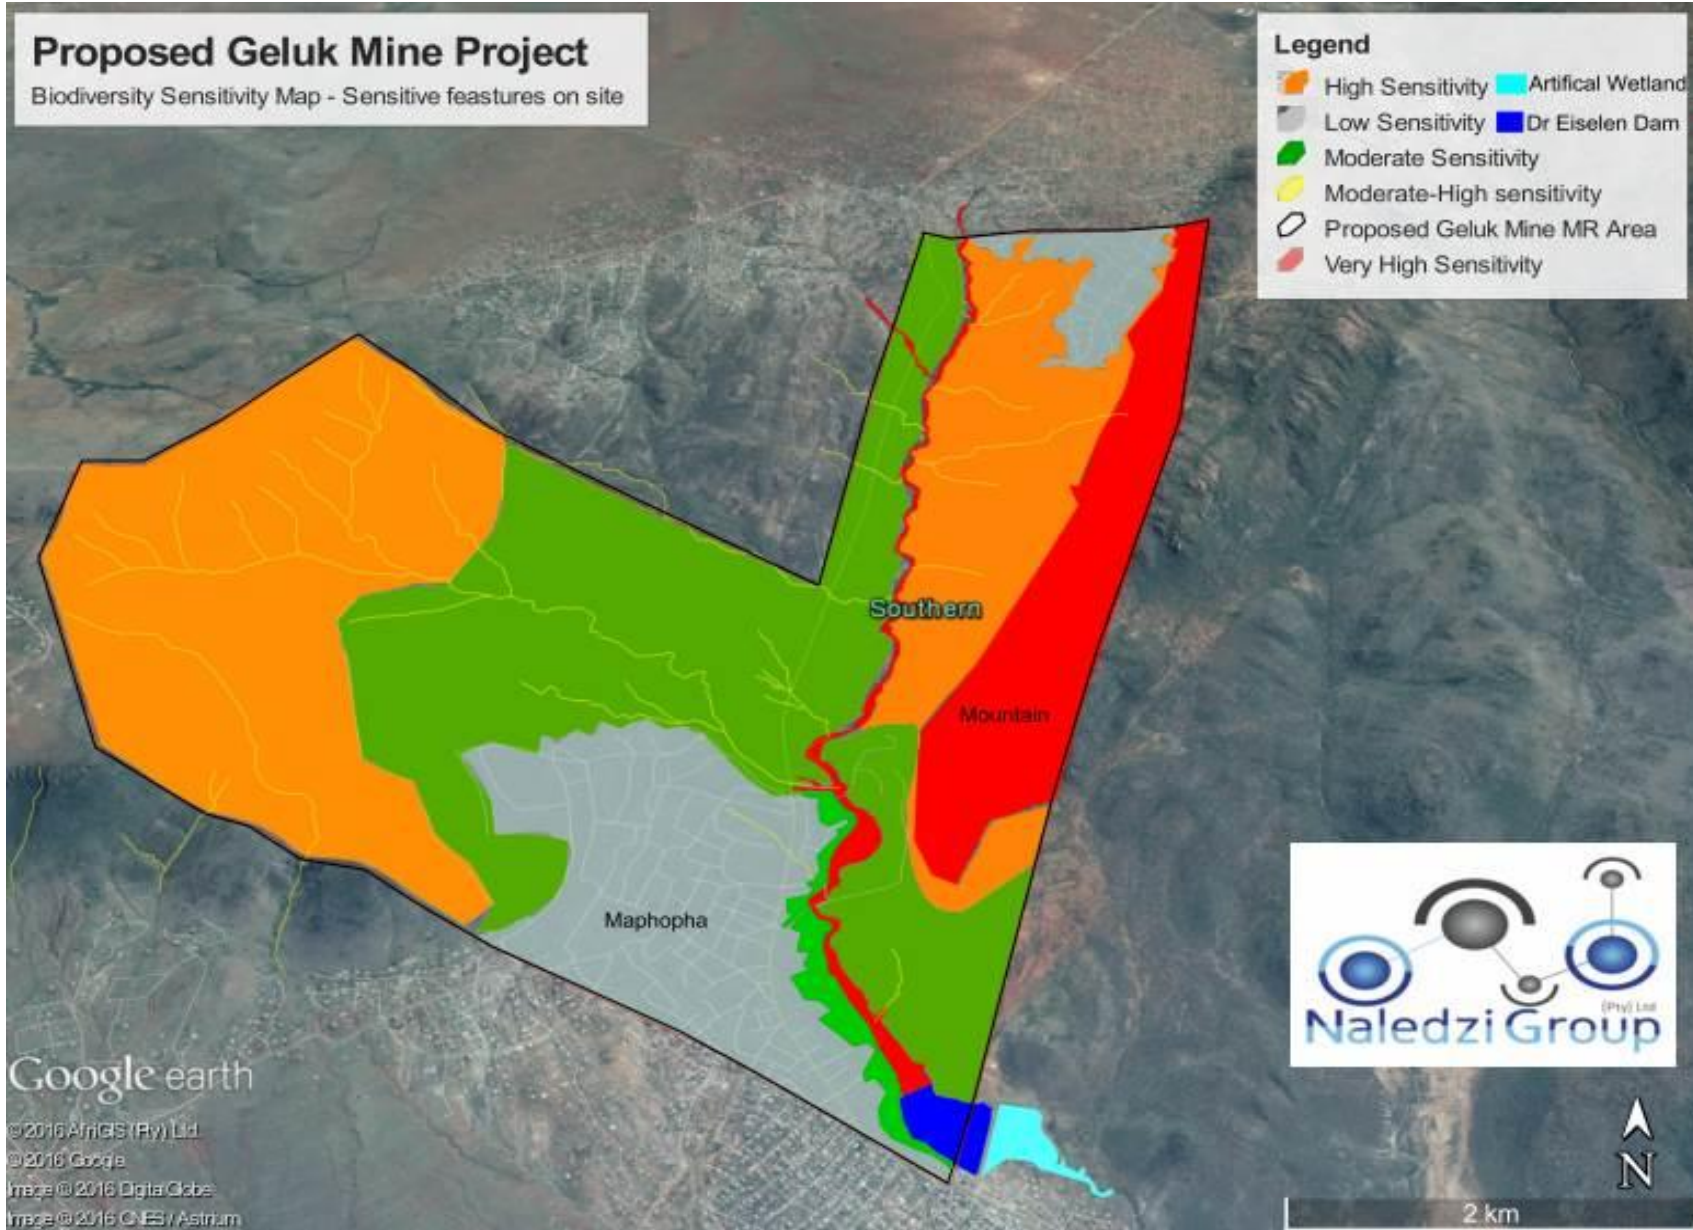 Proposed Geluk Mine Project
Biodiversity Sensitivity Map - Sensitive feastures on site
Legend
High Sensitivity
Artifical Wetland
Low Sensitivity
Dr Eiselen Dam
Moderate Sensitivity
Moderate-High sensitivity
Proposed Geluk Mine MR Area
Very High Sensitivity
Southern
Mountain
Maphopha
(Pty) Ltd
Naledzi Group
Google earth
© 2016 AfriGIS (Pty) Ltd.
© 2016 Google
Image © 2016 DigitalGlobe
Image © 2016 CNES / Astrium
N
2 km